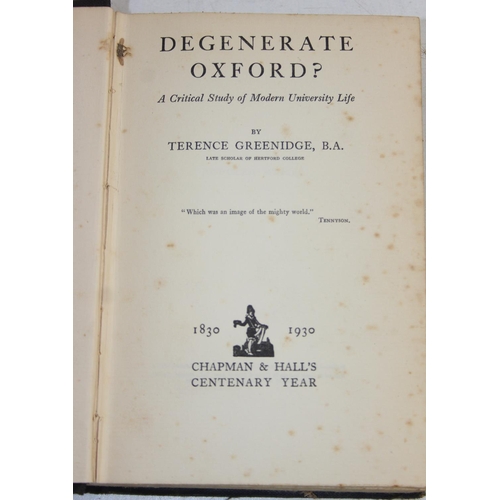 DEGENERATE
OXFORD?
A Critical Study of Modern University Life
BY
TERENCE GREENIDGE, B.A.
LATE SCHOLAR OF HERTFORD COLLEGE
"Which was an image of the mighty world."
TENNYSON.
1830 1930
CHAPMAN & HALL'S
CENTENARY YEAR